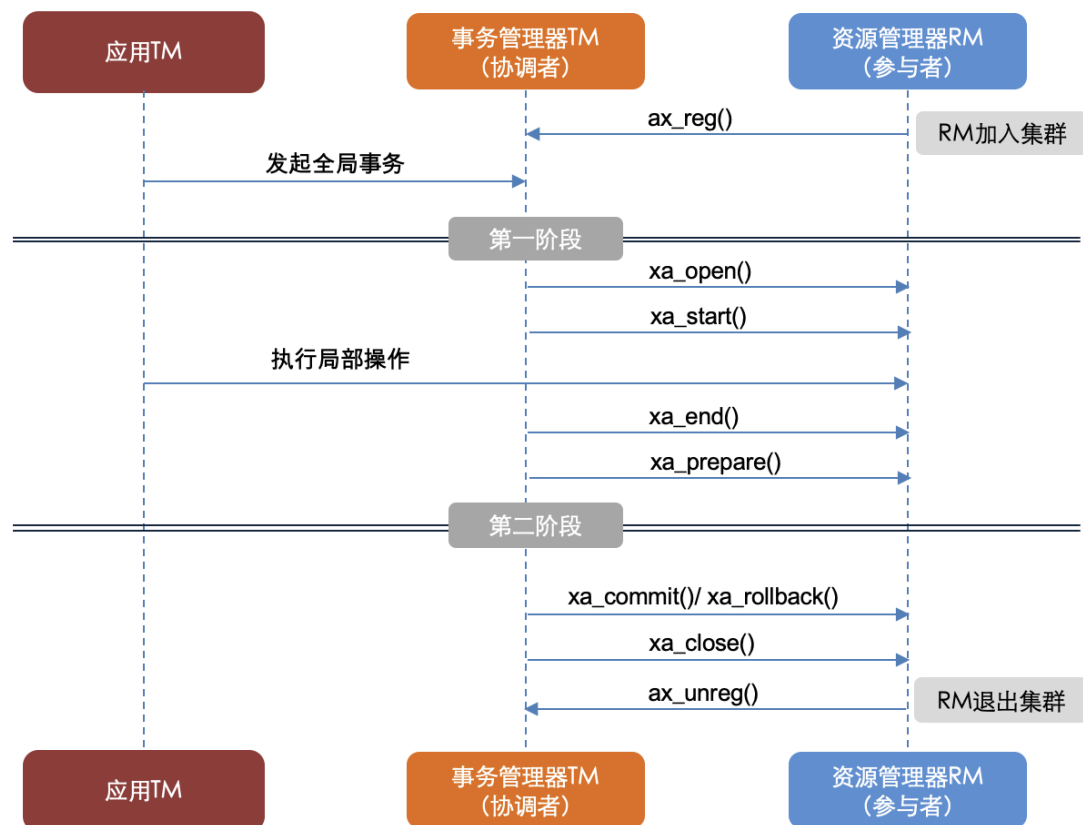 应用TM
事务管理器TM
（协调者）
资源管理器RM
（参与者）
ax_reg()
RM加入集群
发起全局事务
第一阶段
xa_open()
xa_start()
执行局部操作
xa_end()
xa_prepare()
第二阶段
xa_commit()/ xa_rollback()
xa_close()
ax_unreg()
RM退出集群
应用TM
事务管理器TM
（协调者）
资源管理器RM
（参与者）